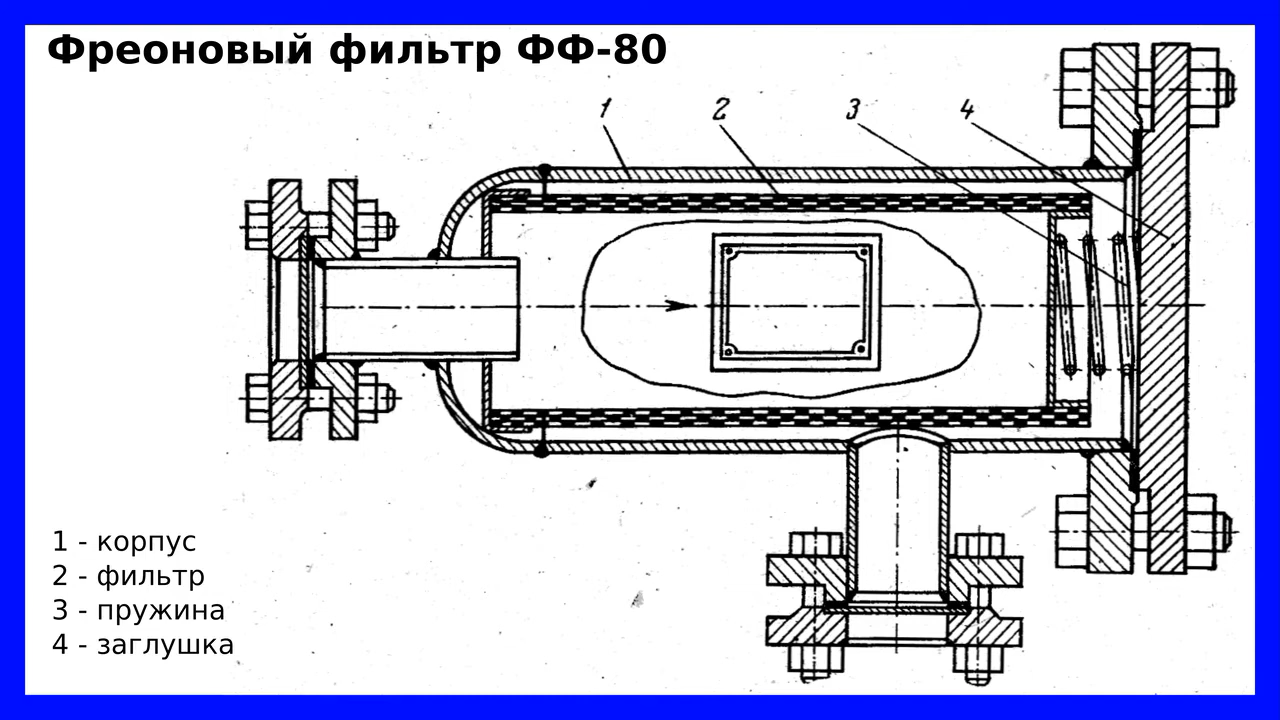 Фреоновый фильтр ФФ-80
1 2 3 4
1 - корпус
2 - фильтр
3 - пружина
4 - заглушка